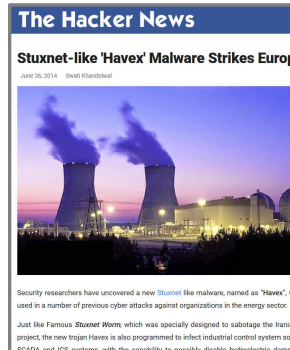 The Hacker News
Stuxnet-like 'Havex' Malware Strikes Europ
June 26, 2014 Swati Khandelwal
Security researchers have uncovered a new Stuxnet like malware, named as "Havex",
used in a number of previous cyber attacks against organizations in the energy sector.
Just like Famous Stuxnet Worm, which was specially designed to sabotage the Irani
project, the new trojan Havex is also programmed to infect industrial control system so
SCADA and ICS systems, with the capability to possibly disable hydroelectric dams